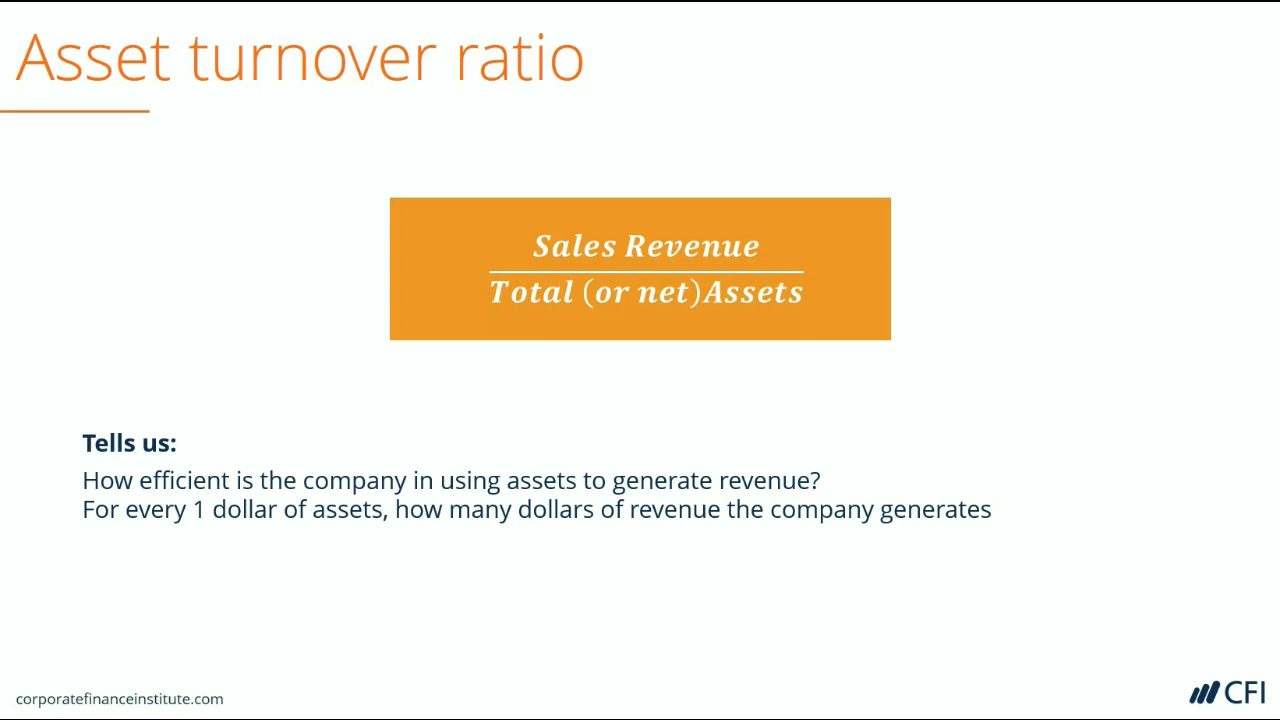 Asset turnover ratio
Sales Revenue
Total (or net)Assets
Tells us:
How efficient is the company in using assets to generate revenue?
For every 1 dollar of assets, how many dollars of revenue the company generates
corporatefinanceinstitute.com
CFI